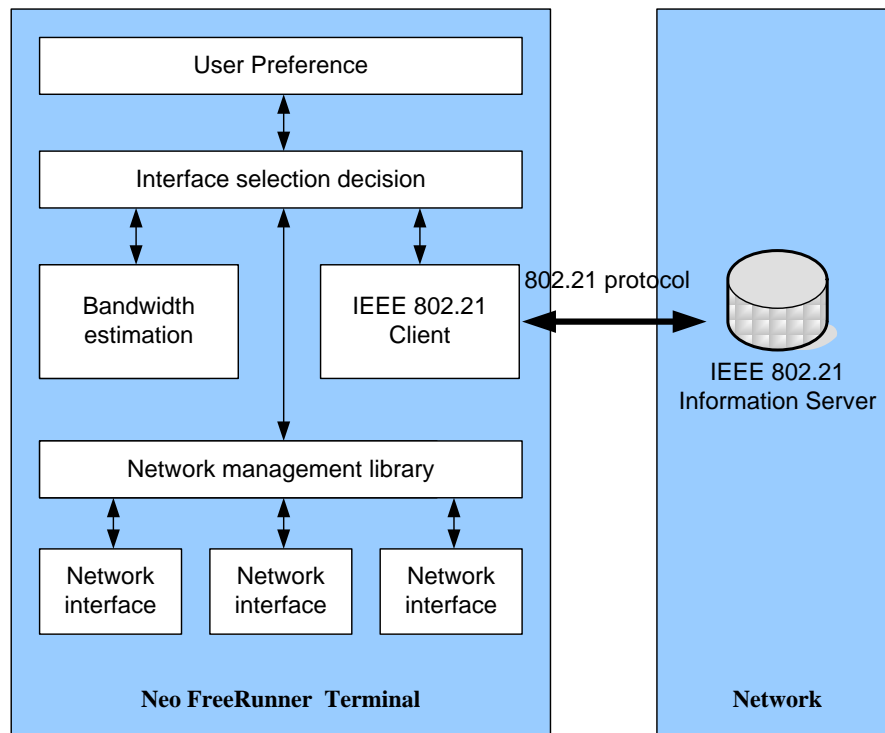 User Preference
Interface selection decision
Bandwidth
estimation
IEEE 802.21
Client
802.21 protocol
IEEE 802.21
Information Server
Network management library
Network
interface
Network
interface
Network
interface
Neo FreeRunner Terminal
Network